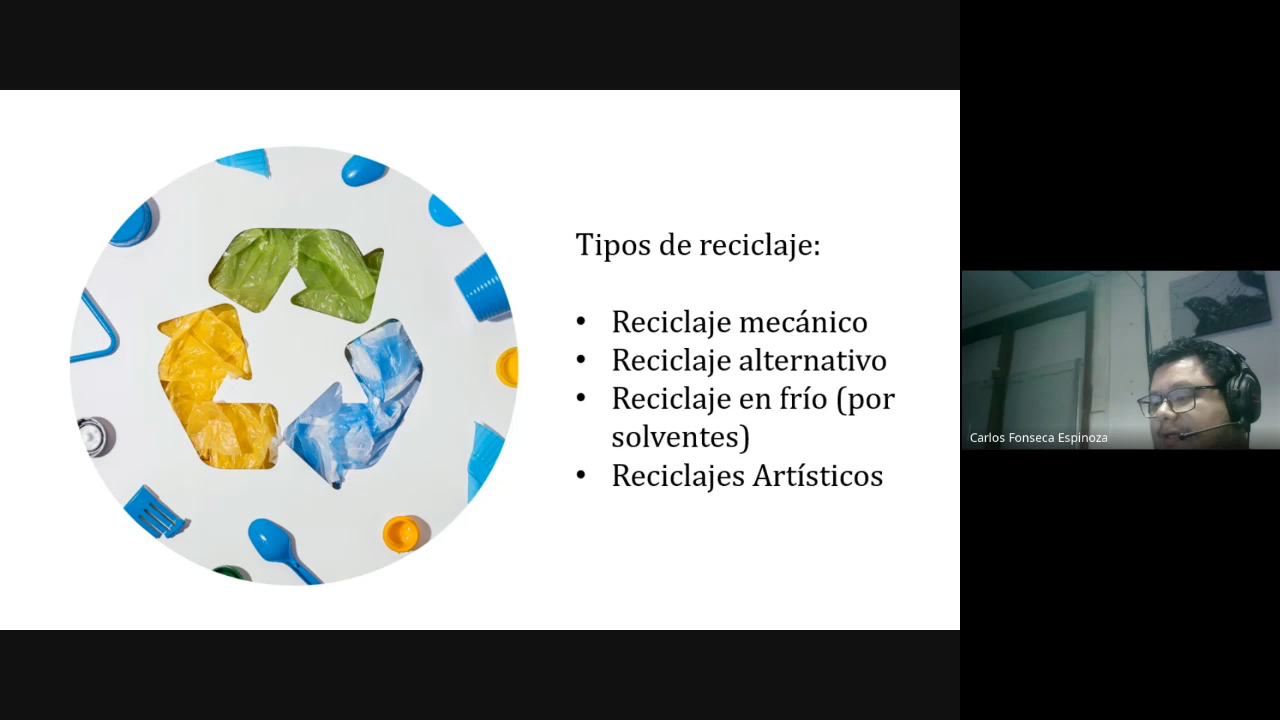 Tipos de reciclaje:
• Reciclaje mecánico
• Reciclaje alternativo
• Reciclaje en frío (por
solventes)
• Reciclajes Artísticos
Carlos Fonseca Espinoza